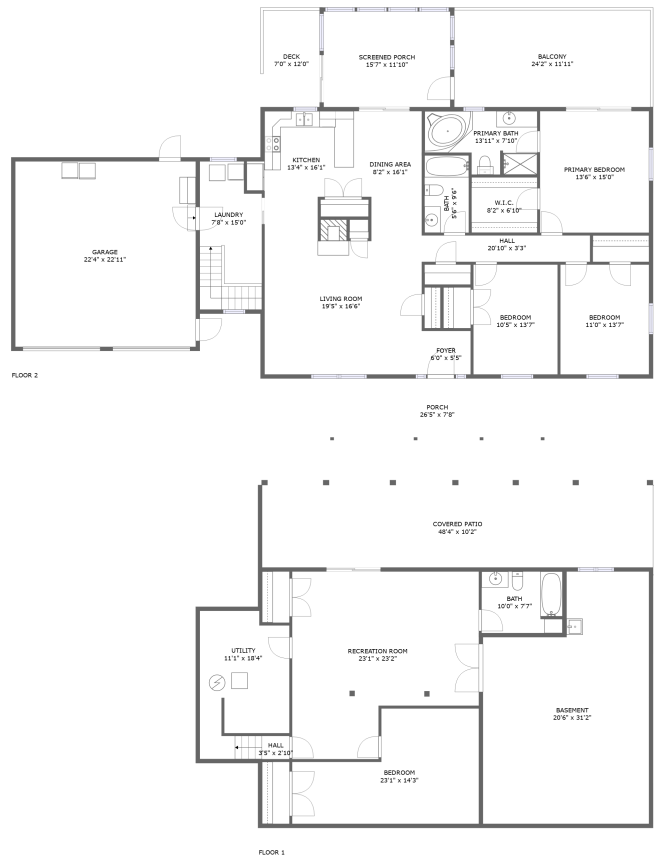 DECK
7'0" x 12'0"
SCREENED PORCH
15'7" x 11'10"
BALCONY
24'2" x 11'11"
PRIMARY BATH
13'11" x 7'10"
KITCHEN
13'4" x 16'1"
DINING AREA
8'2" x 16'1"
PRIMARY BEDROOM
13'6" x 15'0"
BATH
5'6" x 9'6"
W.I.C.
8'2" x 6'10"
LAUNDRY
7'8" x 15'0"
GARAGE
22'4" x 22'11"
HALL
20'10" x 3'3"
LIVING ROOM
19'5" x 16'6"
BEDROOM
10'5" x 13'7"
BEDROOM
11'0" x 13'7"
FOYER
6'0" x 5'5"
FLOOR 2
PORCH
26'5" x 7'8"
COVERED PATIO
48'4" x 10'2"
BATH
10'0" x 7'7"
UTILITY
11'1" x 18'4"
RECREATION ROOM
23'1" x 23'2"
BASEMENT
20'6" x 31'2"
HALL
3'5" x 2'10"
BEDROOM
23'1" x 14'3"
FLOOR 1